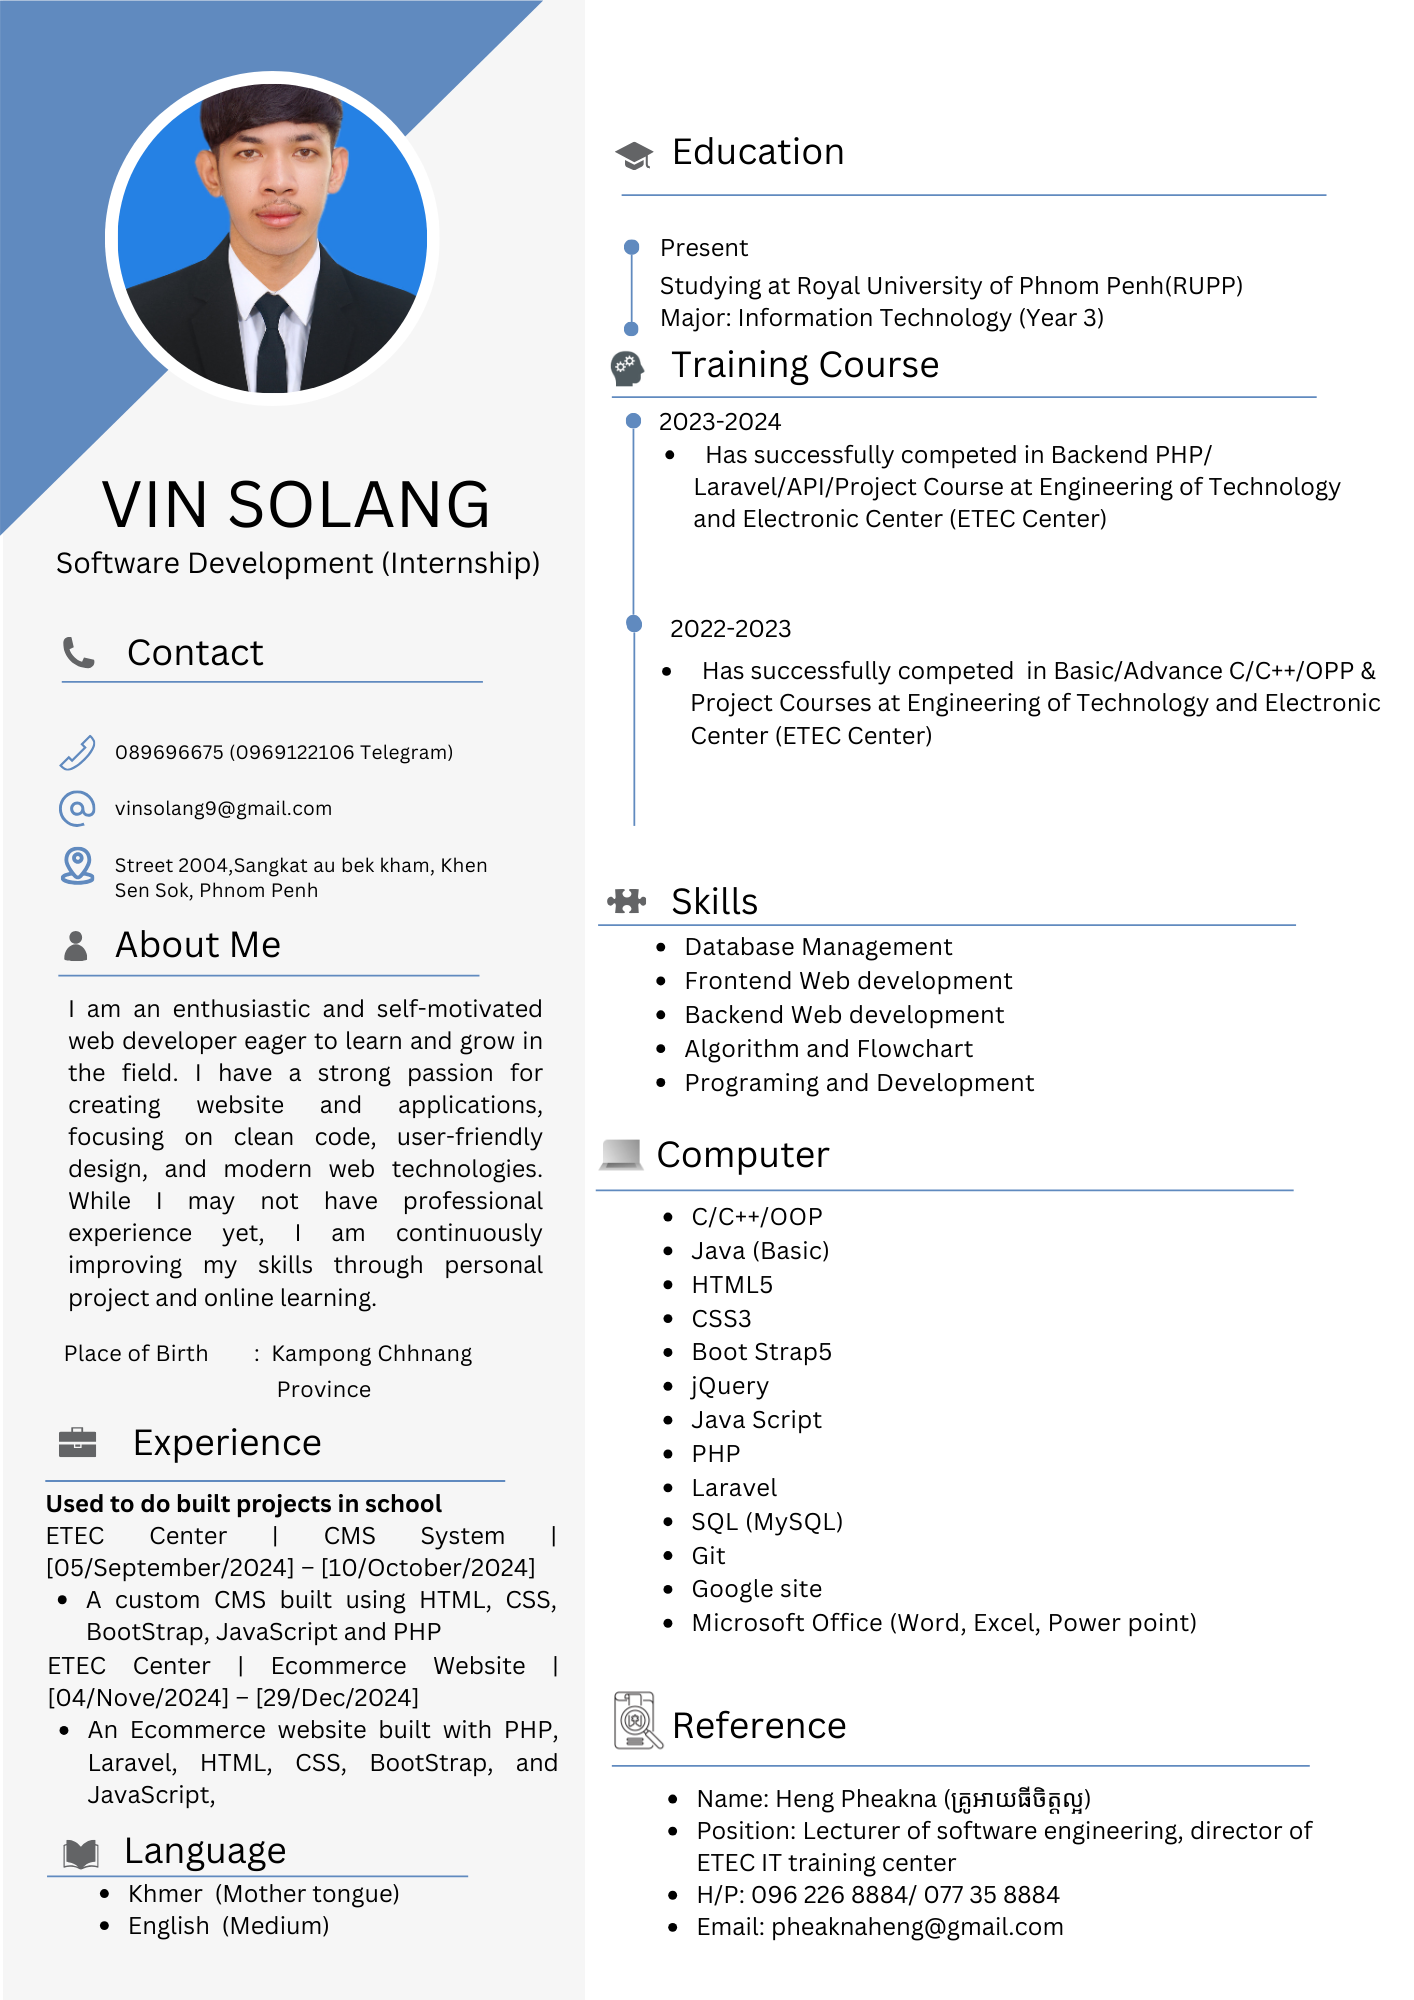 VIN SOLANG
Software Development (Internship)
Contact
089696675 (0969122106 Telegram)
vinsolang9@gmail.com
Street 2004,Sangkat au bek kham, Khen
Sen Sok, Phnom Penh
About Me
I am an enthusiastic and self-motivated
web developer eager to learn and grow in
the field. I have a strong passion for
creating website and applications,
focusing on clean code, user-friendly
design, and modern web technologies.
While I may not have professional
experience yet, I am continuously
improving my skills through personal
project and online learning.
Place of Birth : Kampong Chhnang
Province
Experience
Used to do built projects in school
ETEC Center | CMS System |
[05/September/2024] – [10/October/2024]
• A custom CMS built using HTML, CSS,
BootStrap, JavaScript and PHP
ETEC Center | Ecommerce Website |
[04/Nove/2024] – [29/Dec/2024]
• An Ecommerce website built with PHP,
Laravel, HTML, CSS, BootStrap, and
JavaScript,
Language
• Khmer (Mother tongue)
• English (Medium)
Education
Present
Studying at Royal University of Phnom Penh(RUPP)
Major: Information Technology (Year 3)
Training Course
2023-2024
• Has successfully competed in Backend PHP/
Laravel/API/Project Course at Engineering of Technology
and Electronic Center (ETEC Center)
2022-2023
• Has successfully competed in Basic/Advance C/C++/OPP &
Project Courses at Engineering of Technology and Electronic
Center (ETEC Center)
Skills
• Database Management
• Frontend Web development
• Backend Web development
• Algorithm and Flowchart
• Programing and Development
Computer
• C/C++/OOP
• Java (Basic)
• HTML5
• CSS3
• Boot Strap5
• jQuery
• Java Script
• PHP
• Laravel
• SQL (MySQL)
• Git
• Google site
• Microsoft Office (Word, Excel, Power point)
Reference
• Name: Heng Pheakna (គ្រូអាយធីចិត្តល្អ)
• Position: Lecturer of software engineering, director of
ETEC IT training center
• H/P: 096 226 8884/ 077 35 8884
• Email: pheaknaheng@gmail.com